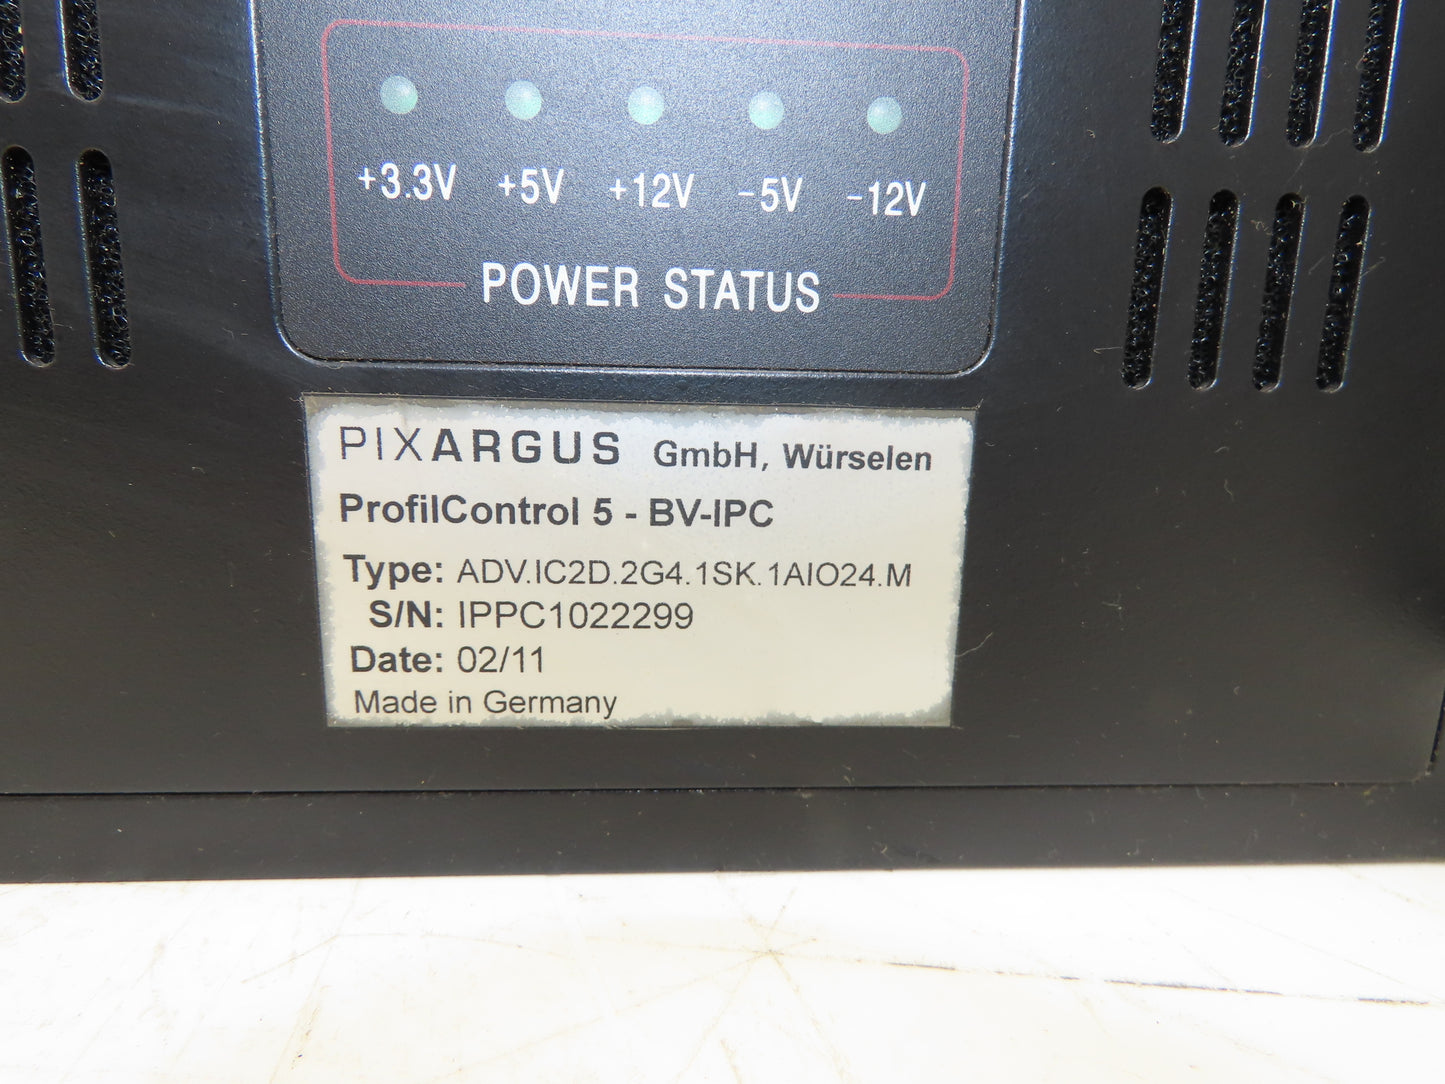 +3.3V +5V +12V -5V -12V
POWER STATUS
PIXARGUS GmbH, Würselen
ProfilControl 5 - BV-IPC
Type: ADV.IC2D.2G4.1SK.1AIO24.M
S/N: IPPC1022299
Date: 02/11
Made in Germany